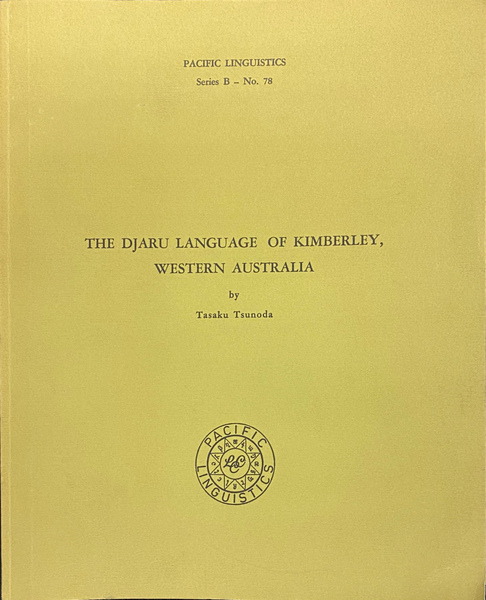 PACIFIC LINGUISTICS
Series B – No. 78
THE DJARU LANGUAGE OF KIMBERLEY,
WESTERN AUSTRALIA
by
Tasaku Tsunoda
PACIFIC
LINGUISTICS